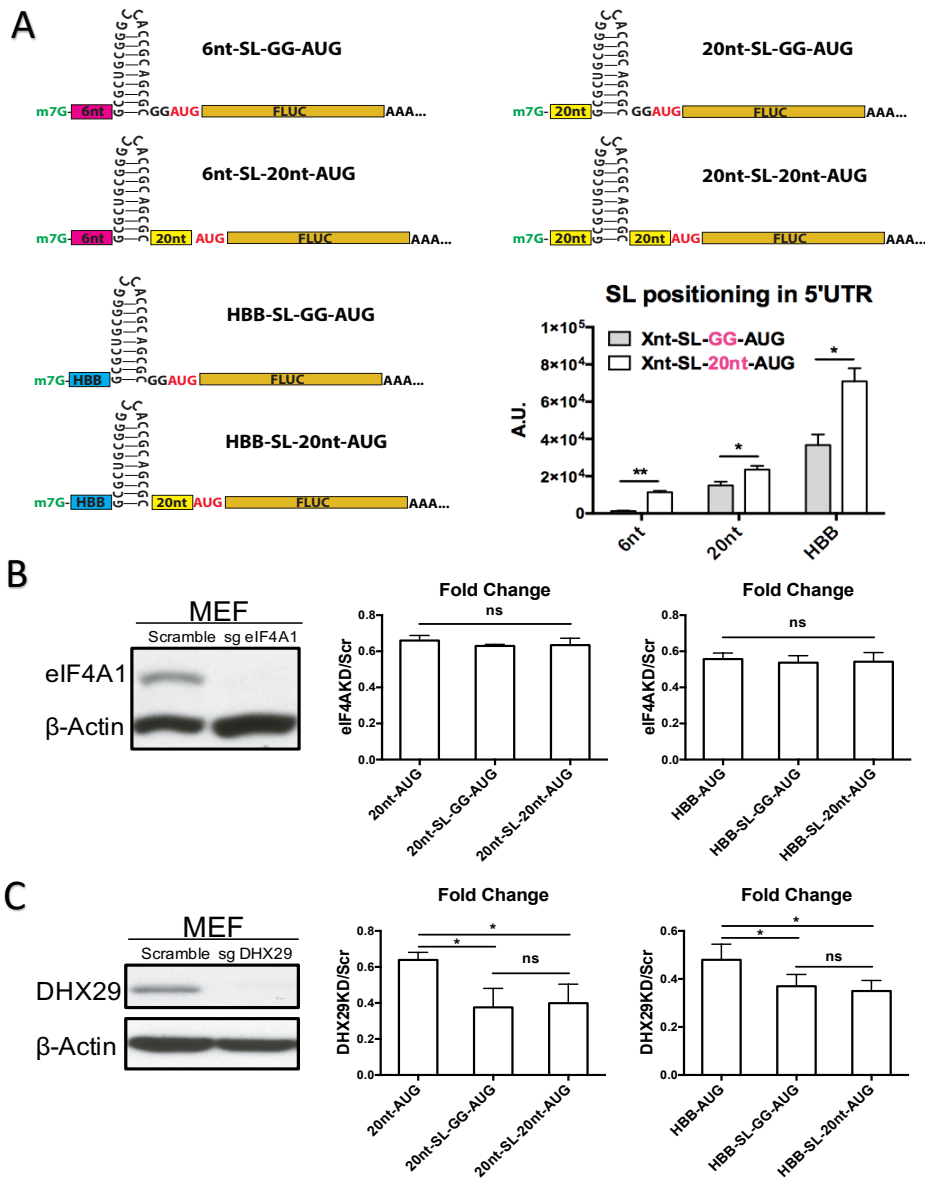 A
6nt-SL-GG-AUG
m7G- 6nt GGAUG FLUC AAA...
20nt-SL-GG-AUG
m7G- 20nt GGAUG FLUC AAA...
6nt-SL-20nt-AUG
m7G- 6nt 20nt AUG FLUC AAA...
20nt-SL-20nt-AUG
m7G- 20nt 20nt AUG FLUC AAA...
HBB-SL-GG-AUG
m7G- HBB GGAUG FLUC AAA...
HBB-SL-20nt-AUG
m7G- HBB 20nt AUG FLUC AAA...
SL positioning in 5'UTR
Xnt-SL-GG-AUG
Xnt-SL-20nt-AUG
A.U.
1×10⁵
8×10⁴
6×10⁴
4×10⁴
2×10⁴
0
** * *
6nt 20nt HBB
B
MEF
Scramble sg eIF4A1
eIF4A1
β-Actin
Fold Change
ns
eIF4AKD/Scr
0.8
0.6
0.4
0.2
0.0
20nt-AUG
20nt-SL-GG-AUG
20nt-SL-20nt-AUG
Fold Change
ns
eIF4AKD/Scr
0.8
0.6
0.4
0.2
0.0
HBB-AUG
HBB-SL-GG-AUG
HBB-SL-20nt-AUG
C
MEF
Scramble sg DHX29
DHX29
β-Actin
Fold Change
*
*
ns
DHX29KD/Scr
0.8
0.6
0.4
0.2
0.0
20nt-AUG
20nt-SL-GG-AUG
20nt-SL-20nt-AUG
Fold Change
*
*
ns
DHX29KD/Scr
0.6
0.4
0.2
0.0
HBB-AUG
HBB-SL-GG-AUG
HBB-SL-20nt-AUG